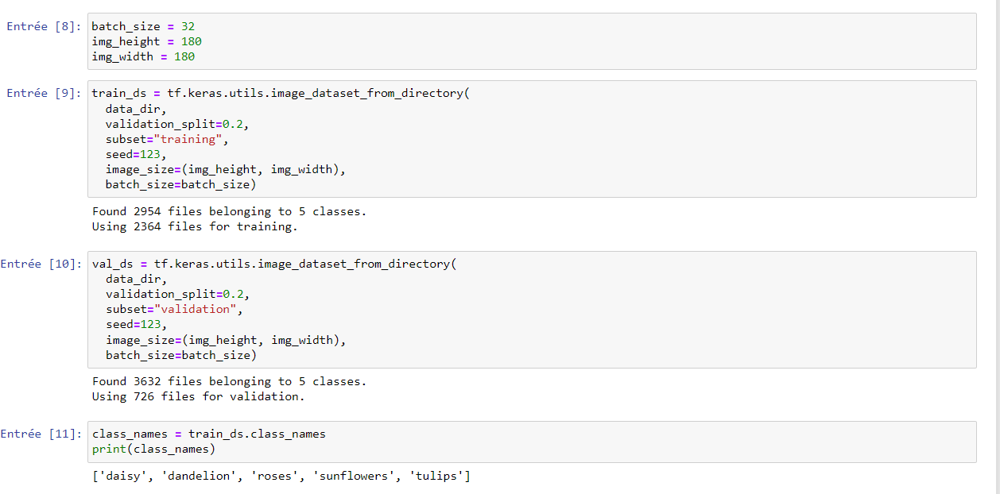 Entrée [8]: batch_size = 32
img_height = 180
img_width = 180
Entrée [9]: train_ds = tf.keras.utils.image_dataset_from_directory(
  data_dir,
  validation_split=0.2,
  subset="training",
  seed=123,
  image_size=(img_height, img_width),
  batch_size=batch_size)
Found 2954 files belonging to 5 classes.
Using 2364 files for training.
Entrée [10]: val_ds = tf.keras.utils.image_dataset_from_directory(
  data_dir,
  validation_split=0.2,
  subset="validation",
  seed=123,
  image_size=(img_height, img_width),
  batch_size=batch_size)
Found 3632 files belonging to 5 classes.
Using 726 files for validation.
Entrée [11]: class_names = train_ds.class_names
print(class_names)
['daisy', 'dandelion', 'roses', 'sunflowers', 'tulips']